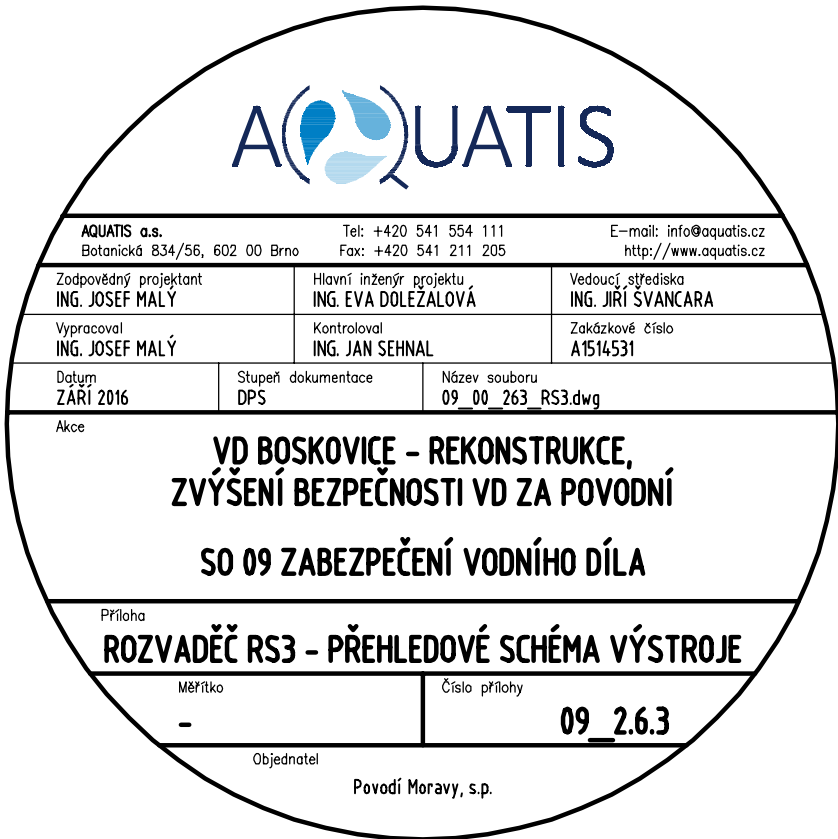 AQUATIS
AQUATIS a.s. Tel: +420 541 554 111 E-mail: info@aquatis.cz
Botanická 834/56, 602 00 Brno Fax: +420 541 211 205 http://www.aquatis.cz
Zodpovědný projektant Hlavní inženýr projektu Vedoucí střediska
ING. JOSEF MALÝ ING. EVA DOLEŽALOVÁ ING. JIŘÍ ŠVANCARA
Vypracoval Kontroloval Zakázkové číslo
ING. JOSEF MALÝ ING. JAN SEHNAL A1514531
Datum Stupeň dokumentace Název souboru
ZÁŘÍ 2016 DPS 09_00_263_RS3.dwg
Akce
VD BOSKOVICE - REKONSTRUKCE,
ZVÝŠENÍ BEZPEČNOSTI VD ZA POVODNÍ
SO 09 ZABEZPEČENÍ VODNÍHO DÍLA
Příloha
ROZVADĚČ RS3 - PŘEHLEDOVÉ SCHÉMA VÝSTROJE
Měřítko Číslo přílohy
- 09_2.6.3
Objednatel
Povodí Moravy, s.p.